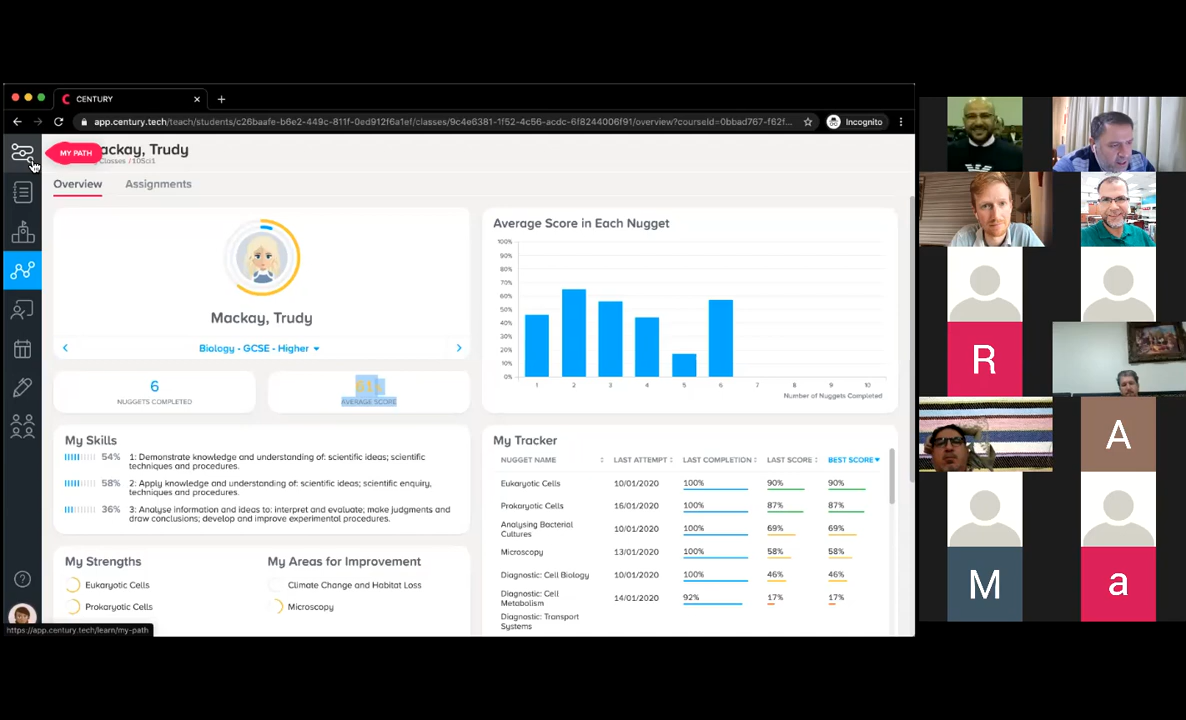 CENTURY
app.century.tech/teach/students/c26baafe-b6e2-449c-811f-0ed912f6a1ef/classes/9c4e6381-1f52-4c56-acdc-6f8244006f91/overview?courseId=0bbad767-f62f...
Incognito
MY PATH
ackay, Trudy
Classes / 10Sci1
Overview
Assignments
Mackay, Trudy
Biology - GCSE - Higher
6
NUGGETS COMPLETED
AVERAGE SCORE
Average Score in Each Nugget
100%
90%
80%
70%
60%
50%
40%
30%
20%
10%
0%
1 2 3 4 5 6 7 8 9 10
Number of Nuggets Completed
My Skills
54% 1: Demonstrate knowledge and understanding of: scientific ideas; scientific
techniques and procedures.
58% 2: Apply knowledge and understanding of: scientific ideas; scientific enquiry,
techniques and procedures.
36% 3: Analyse information and ideas to: interpret and evaluate; make judgments and
draw conclusions; develop and improve experimental procedures.
My Strengths
Eukaryotic Cells
Prokaryotic Cells
My Areas for Improvement
Climate Change and Habitat Loss
Microscopy
My Tracker
NUGGET NAME LAST ATTEMPT LAST COMPLETION LAST SCORE BEST SCORE
Eukaryotic Cells 10/01/2020 100% 90% 90%
Prokaryotic Cells 16/01/2020 100% 87% 87%
Analysing Bacterial
Cultures 10/01/2020 100% 69% 69%
Microscopy 13/01/2020 100% 58% 58%
Diagnostic: Cell Biology 10/01/2020 100% 46% 46%
Diagnostic: Cell
Metabolism 14/01/2020 92% 17% 17%
Diagnostic: Transport
Systems
https://app.century.tech/learn/my-path
R
A
M
a